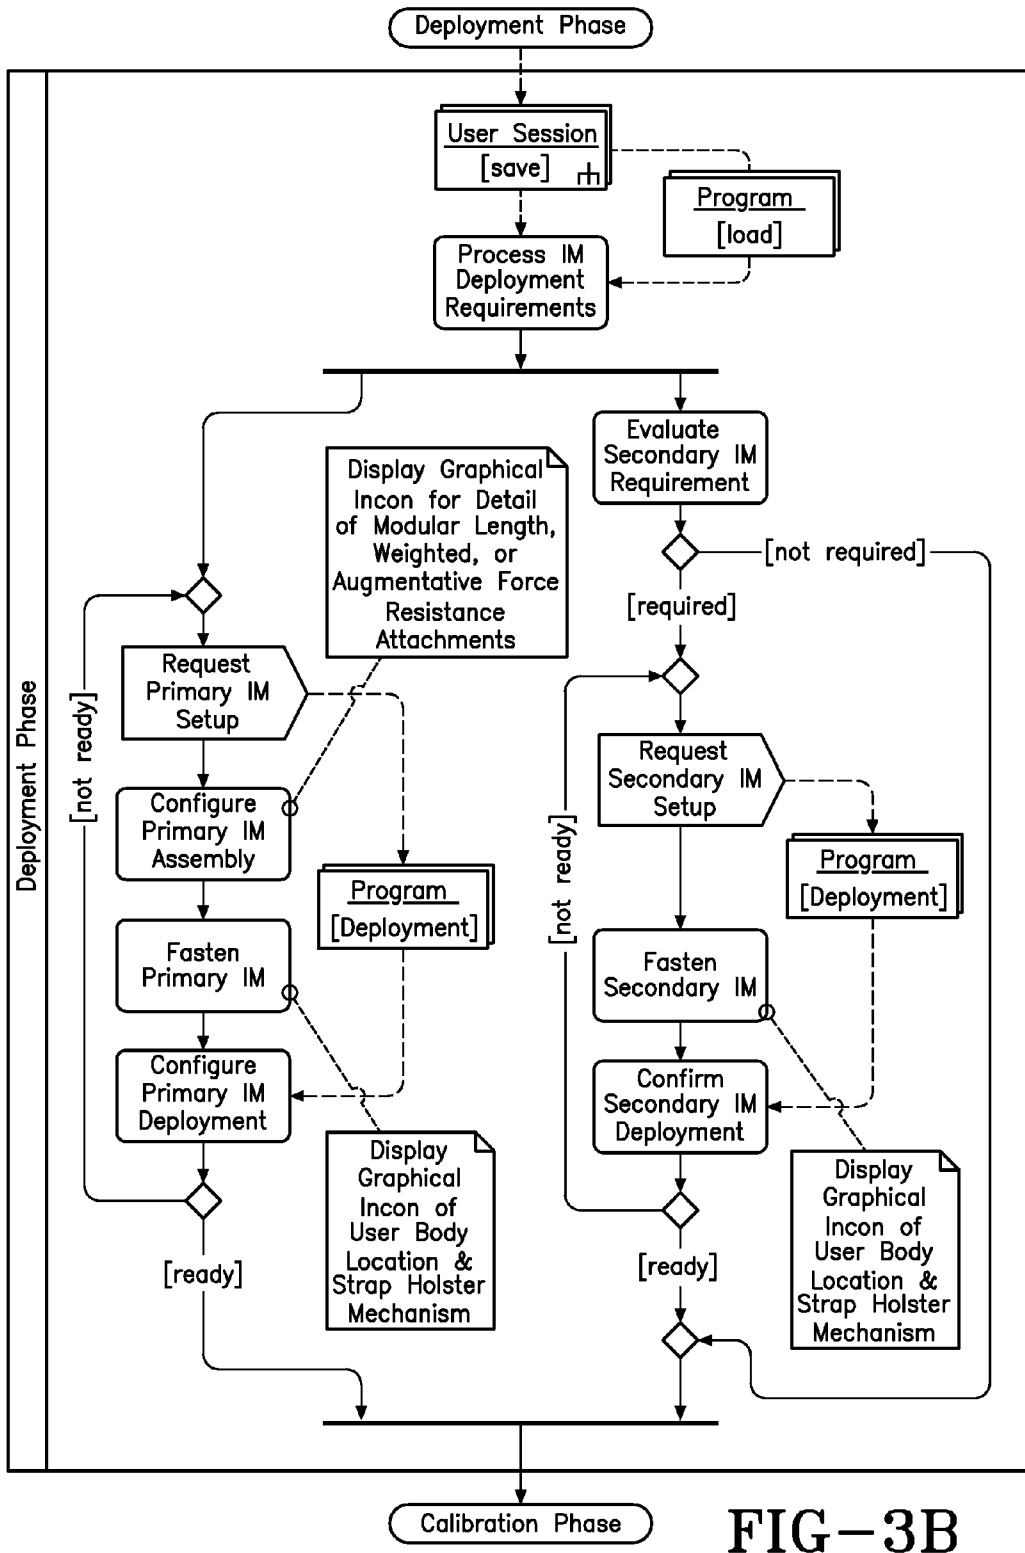 Deployment Phase
User Session
[save]
Program
[load]
Process IM
Deployment
Requirements
Evaluate
Secondary IM
Requirement
Display Graphical
Incon for Detail
of Modular Length,
Weighted, or
Augmentative Force
Resistance
Attachments
[not required]
[required]
Request
Primary IM
Setup
[not ready]
Deployment Phase
Request
Secondary IM
Setup
Configure
Primary IM
Assembly
[not ready]
Program
[Deployment]
Program
[Deployment]
Fasten
Primary IM
Fasten
Secondary IM
Configure
Primary IM
Deployment
Confirm
Secondary IM
Deployment
Display
Graphical
Incon of
User Body
Location &
Strap Holster
Mechanism
Display
Graphical
Incon of
User Body
Location &
Strap Holster
Mechanism
[ready]
[ready]
Calibration Phase
FIG-3B